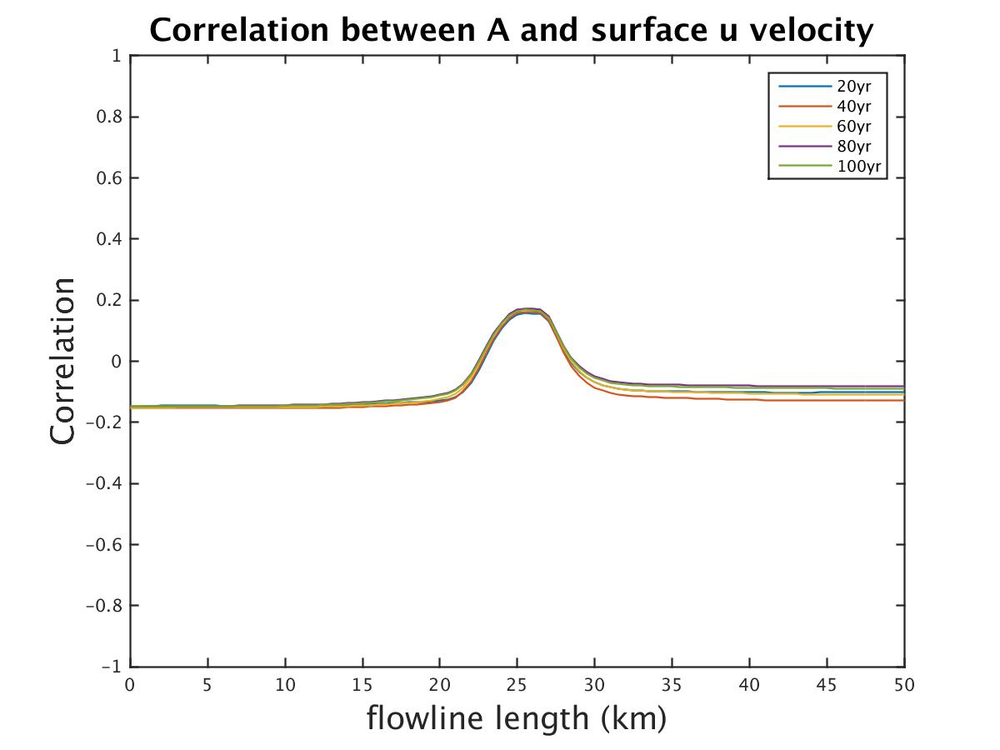 Correlation between A and surface u velocity
1
0.8
0.6
0.4
0.2
0
−0.2
−0.4
−0.6
−0.8
−1
Correlation
20yr
40yr
60yr
80yr
100yr
0 5 10 15 20 25 30 35 40 45 50
flowline length (km)